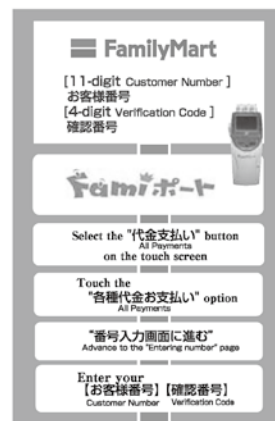 FamilyMart
[11-digit Customer Number]
お客様番号
[4-digit Verification Code]
確認番号
Famiポート
Select the "代金支払い" button
All Payments
on the touch screen
Touch the
"各種代金お支払い" option
All Payments
"番号入力画面に進む"
Advance to the "Entering number" page
Enter your
【お客様番号】【確認番号】
Customer Number Verification Code